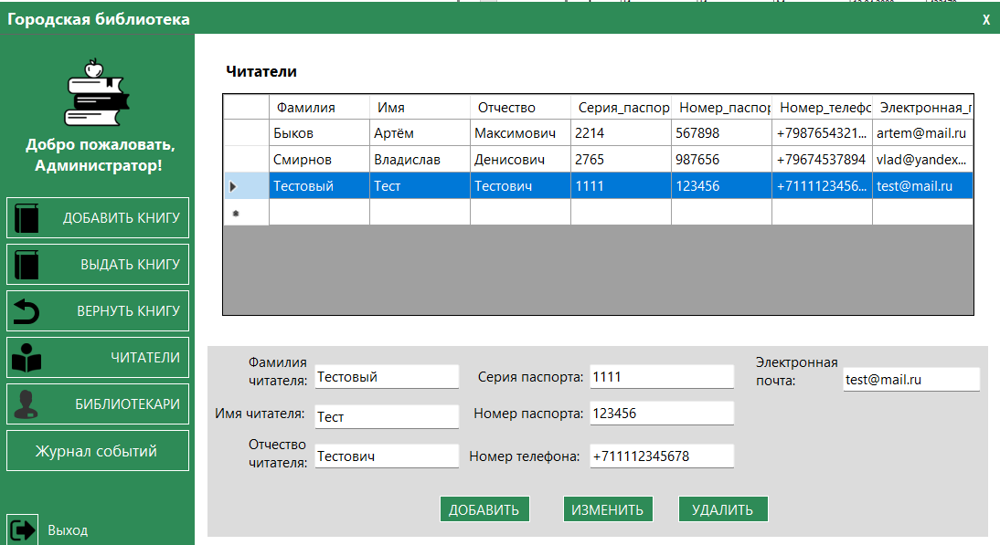 Городская библиотека
X
Добро пожаловать,
Администратор!
ДОБАВИТЬ КНИГУ
ВЫДАТЬ КНИГУ
ВЕРНУТЬ КНИГУ
ЧИТАТЕЛИ
БИБЛИОТЕКАРИ
Журнал событий
Выход
Читатели
Фамилия Имя Отчество Серия_паспор Номер_паспор Номер_телефо Электронная_п
Быков Артём Максимович 2214 567898 +7987654321... artem@mail.ru
Смирнов Владислав Денисович 2765 987656 +79674537894 vlad@yandex...
Тестовый Тест Тестович 1111 123456 +7111123456... test@mail.ru
Фамилия
читателя: Тестовый
Имя читателя: Тест
Отчество
читателя: Тестович
Серия паспорта: 1111
Номер паспорта: 123456
Номер телефона: +711112345678
Электронная
почта: test@mail.ru
ДОБАВИТЬ ИЗМЕНИТЬ УДАЛИТЬ